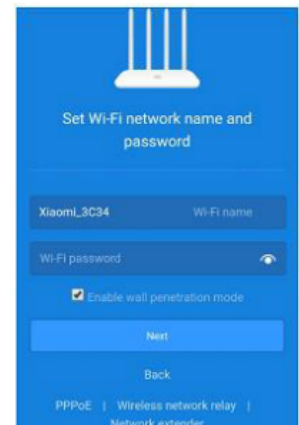 Set Wi-Fi network name and
password
Xiaomi_3C34 Wi-Fi name
Wi-Fi password
Enable wall penetration mode
Next
Back
PPPoE | Wireless network relay |
Network extender